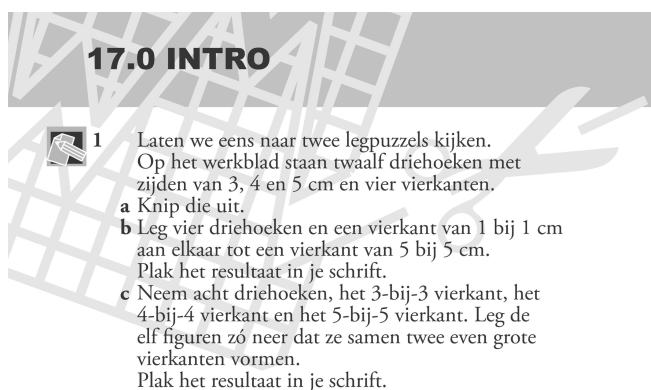 17.0 INTRO
1 Laten we eens naar twee legpuzzels kijken.
Op het werkblad staan twaalf driehoeken met
zijden van 3, 4 en 5 cm en vier vierkanten.
a Knip die uit.
b Leg vier driehoeken en een vierkant van 1 bij 1 cm
aan elkaar tot een vierkant van 5 bij 5 cm.
Plak het resultaat in je schrift.
c Neem acht driehoeken, het 3-bij-3 vierkant, het
4-bij-4 vierkant en het 5-bij-5 vierkant. Leg de
elf figuren zó neer dat ze samen twee even grote
vierkanten vormen.
Plak het resultaat in je schrift.